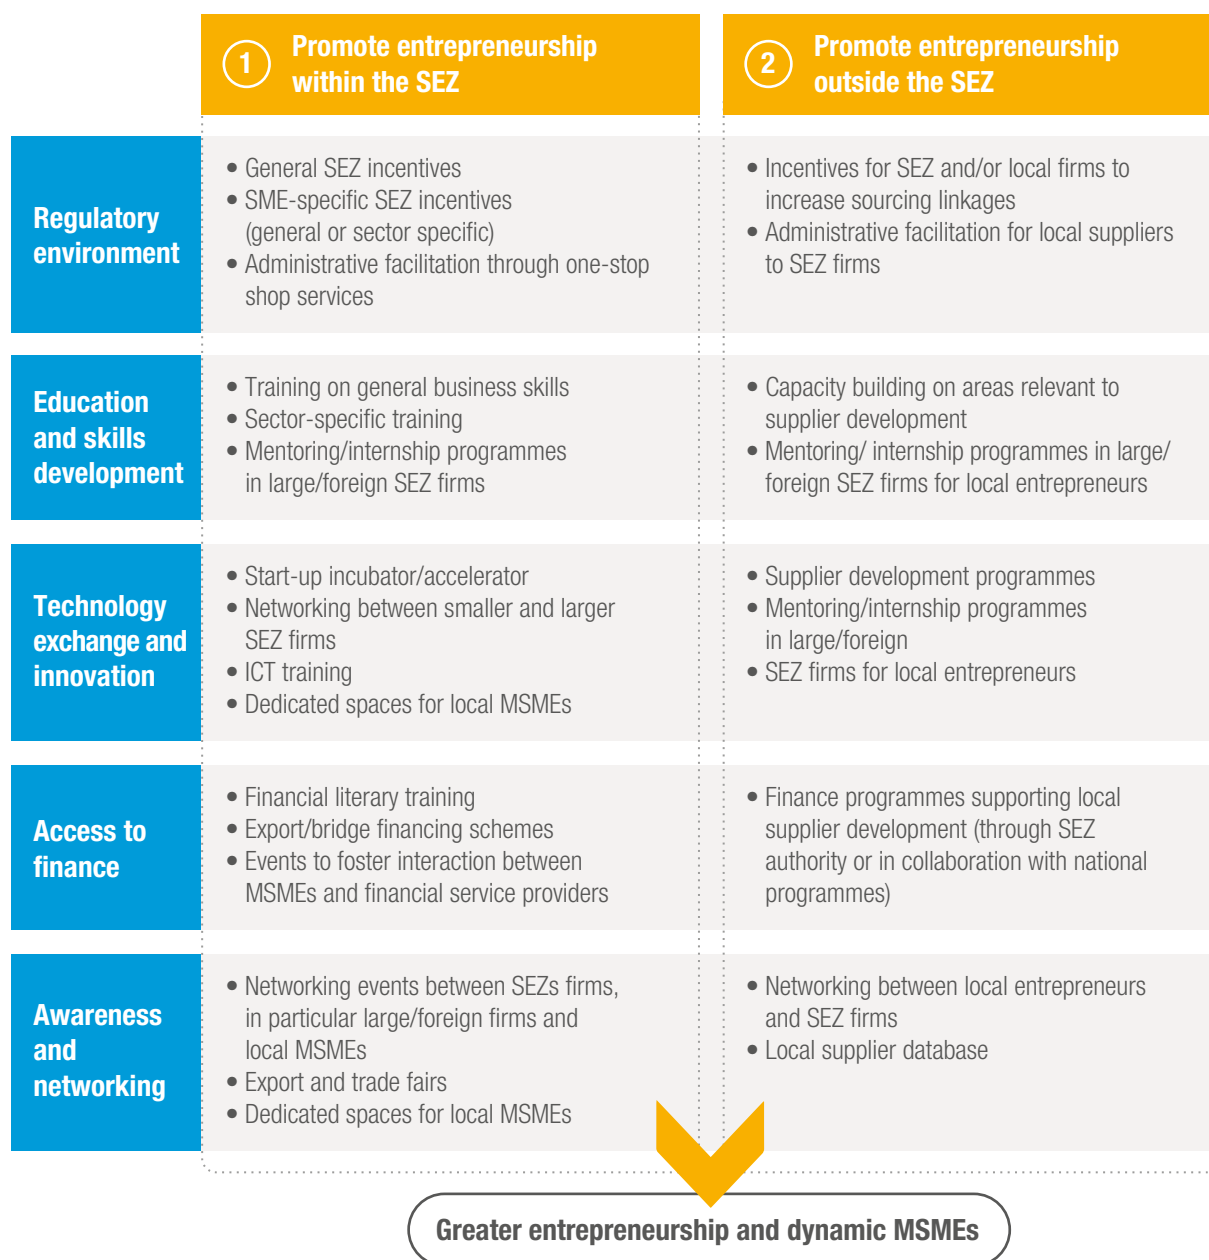 1
Promote entrepreneurship
within the SEZ
2
Promote entrepreneurship
outside the SEZ
Regulatory
environment
• General SEZ incentives
• SME-specific SEZ incentives
(general or sector specific)
• Administrative facilitation through one-stop
shop services
• Incentives for SEZ and/or local firms to
increase sourcing linkages
• Administrative facilitation for local suppliers
to SEZ firms
Education
and skills
development
• Training on general business skills
• Sector-specific training
• Mentoring/internship programmes
in large/foreign SEZ firms
• Capacity building on areas relevant to
supplier development
• Mentoring/ internship programmes in large/
foreign SEZ firms for local entrepreneurs
Technology
exchange and
innovation
• Start-up incubator/accelerator
• Networking between smaller and larger
SEZ firms
• ICT training
• Dedicated spaces for local MSMEs
• Supplier development programmes
• Mentoring/internship programmes
in large/foreign
• SEZ firms for local entrepreneurs
Access to
finance
• Financial literary training
• Export/bridge financing schemes
• Events to foster interaction between
MSMEs and financial service providers
• Finance programmes supporting local
supplier development (through SEZ
authority or in collaboration with national
programmes)
Awareness
and
networking
• Networking events between SEZs firms,
in particular large/foreign firms and
local MSMEs
• Export and trade fairs
• Dedicated spaces for local MSMEs
• Networking between local entrepreneurs
and SEZ firms
• Local supplier database
Greater entrepreneurship and dynamic MSMEs